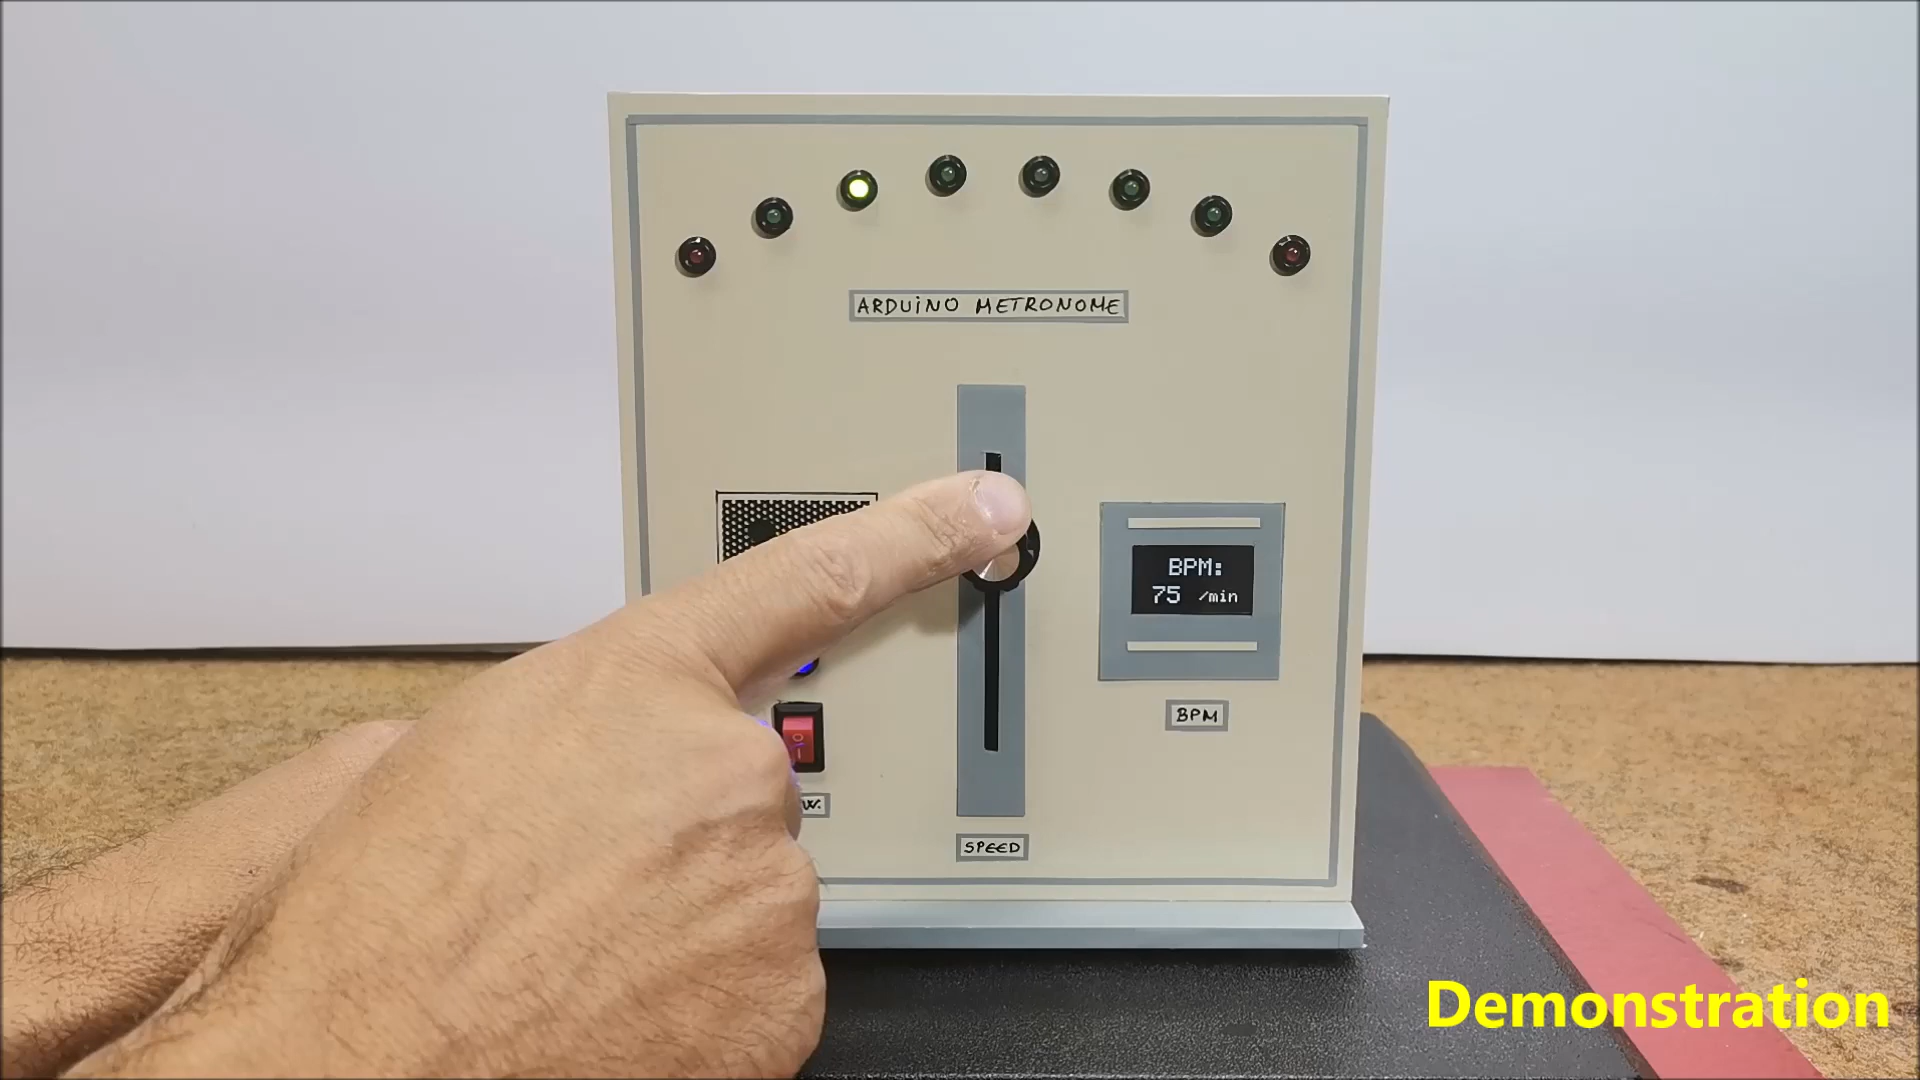 ARDUiNO METRONOME
BPM:
75 /min
BPM
W.
SPEED
Demonstration